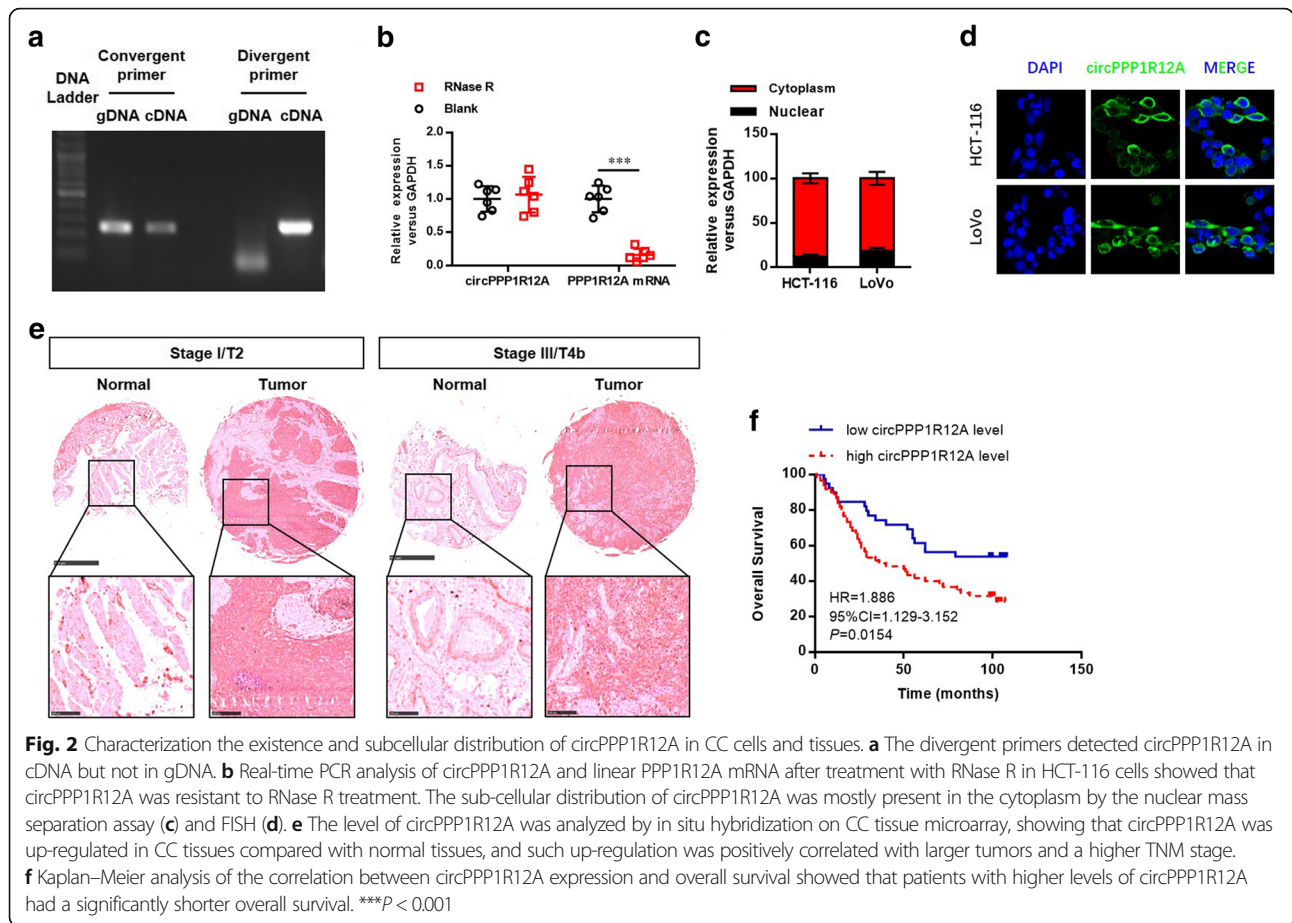 a
Convergent primer
Divergent primer
DNA Ladder
gDNA cDNA
gDNA cDNA
b
RNase R
Blank
Relative expression versus GAPDH
2.0
1.5
1.0
0.5
0.0
***
circPPP1R12A
PPP1R12A mRNA
c
Cytoplasm
Nuclear
Relative expression versus GAPDH
150
100
50
0
HCT-116
LoVo
d
DAPI circPPP1R12A MERGE
HCT-116
LoVo
e
Stage I/T2
Stage III/T4b
Normal
Tumor
Normal
Tumor
f
low circPPP1R12A level
high circPPP1R12A level
Overall Survival
100
80
60
40
20
0
HR=1.886
95%CI=1.129-3.152
P=0.0154
0 50 100 150
Time (months)
Fig. 2 Characterization the existence and subcellular distribution of circPPP1R12A in CC cells and tissues. a The divergent primers detected circPPP1R12A in
cDNA but not in gDNA. b Real-time PCR analysis of circPPP1R12A and linear PPP1R12A mRNA after treatment with RNase R in HCT-116 cells showed that
circPPP1R12A was resistant to RNase R treatment. The sub-cellular distribution of circPPP1R12A was mostly present in the cytoplasm by the nuclear mass
separation assay (c) and FISH (d). e The level of circPPP1R12A was analyzed by in situ hybridization on CC tissue microarray, showing that circPPP1R12A was
up-regulated in CC tissues compared with normal tissues, and such up-regulation was positively correlated with larger tumors and a higher TNM stage.
f Kaplan–Meier analysis of the correlation between circPPP1R12A expression and overall survival showed that patients with higher levels of circPPP1R12A
had a significantly shorter overall survival. ***P < 0.001